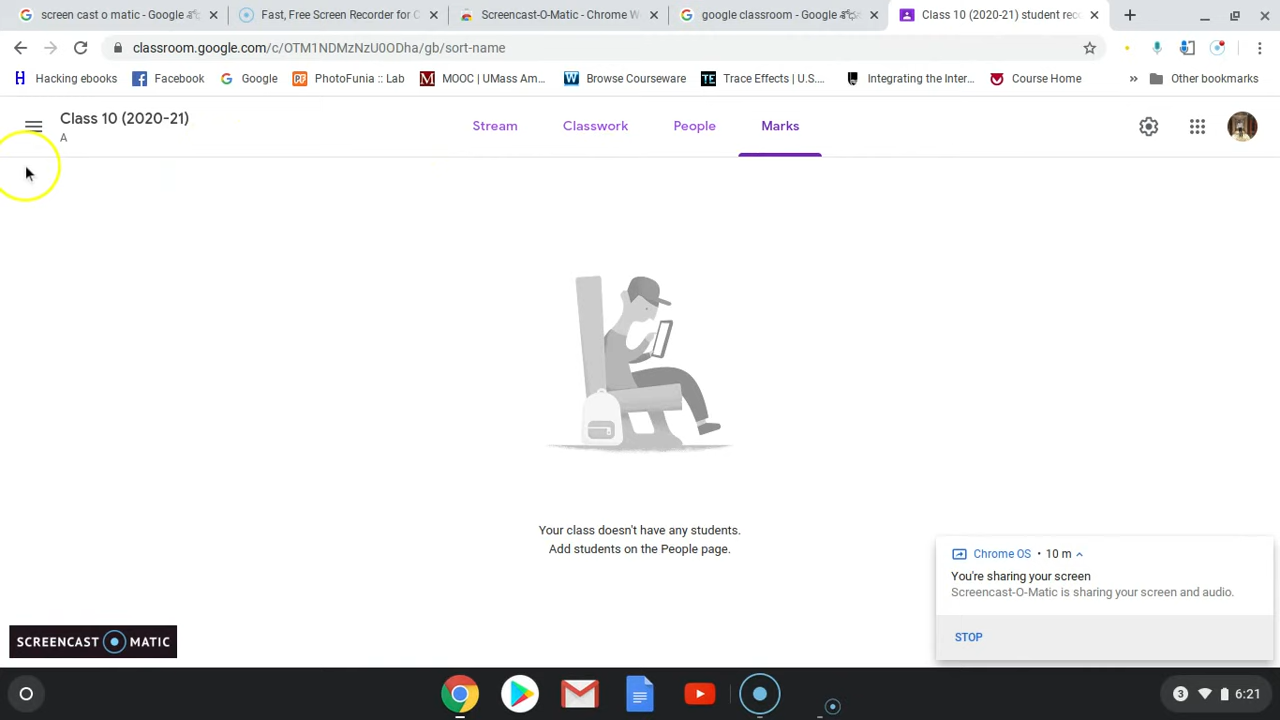 screen cast o matic - Google
Fast, Free Screen Recorder for C
Screencast-O-Matic - Chrome W
google classroom - Google
Class 10 (2020-21) student rec
classroom.google.com/c/OTM1NDMzNzU0ODha/gb/sort-name
Hacking ebooks
Facebook
Google
PhotoFunia :: Lab
MOOC | UMass Am...
Browse Courseware
Trace Effects | U.S....
Integrating the Inter...
Course Home
Other bookmarks
Class 10 (2020-21)
A
Stream
Classwork
People
Marks
Your class doesn't have any students.
Add students on the People page.
Chrome OS • 10 m
You're sharing your screen
Screencast-O-Matic is sharing your screen and audio.
STOP
SCREENCAST MATIC
3
6:21